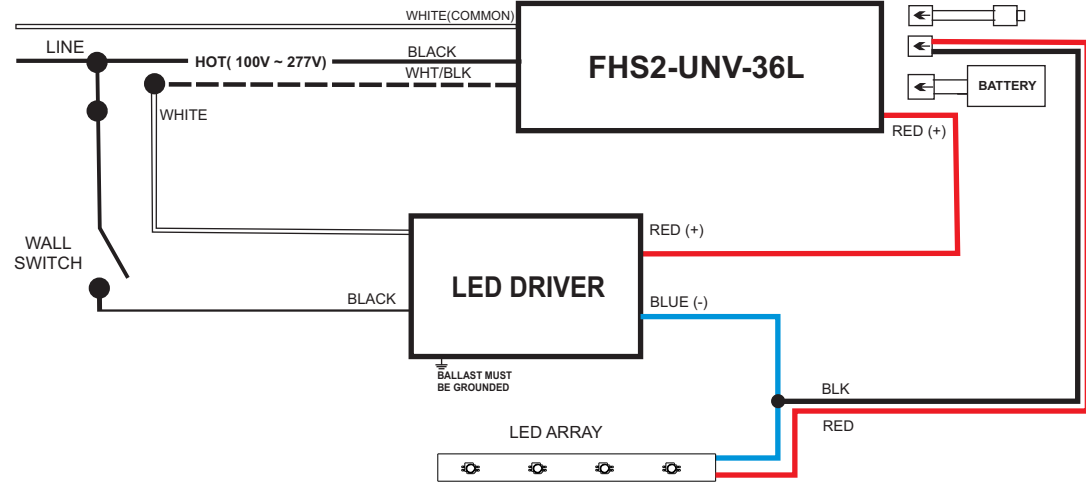 WHITE(COMMON)
LINE
BLACK
HOT( 100V ~ 277V)
WHT/BLK
FHS2-UNV-36L
BATTERY
WHITE
RED (+)
RED (+)
WALL
SWITCH
LED DRIVER
BLACK
BLUE (-)
BALLAST MUST
BE GROUNDED
BLK
RED
LED ARRAY